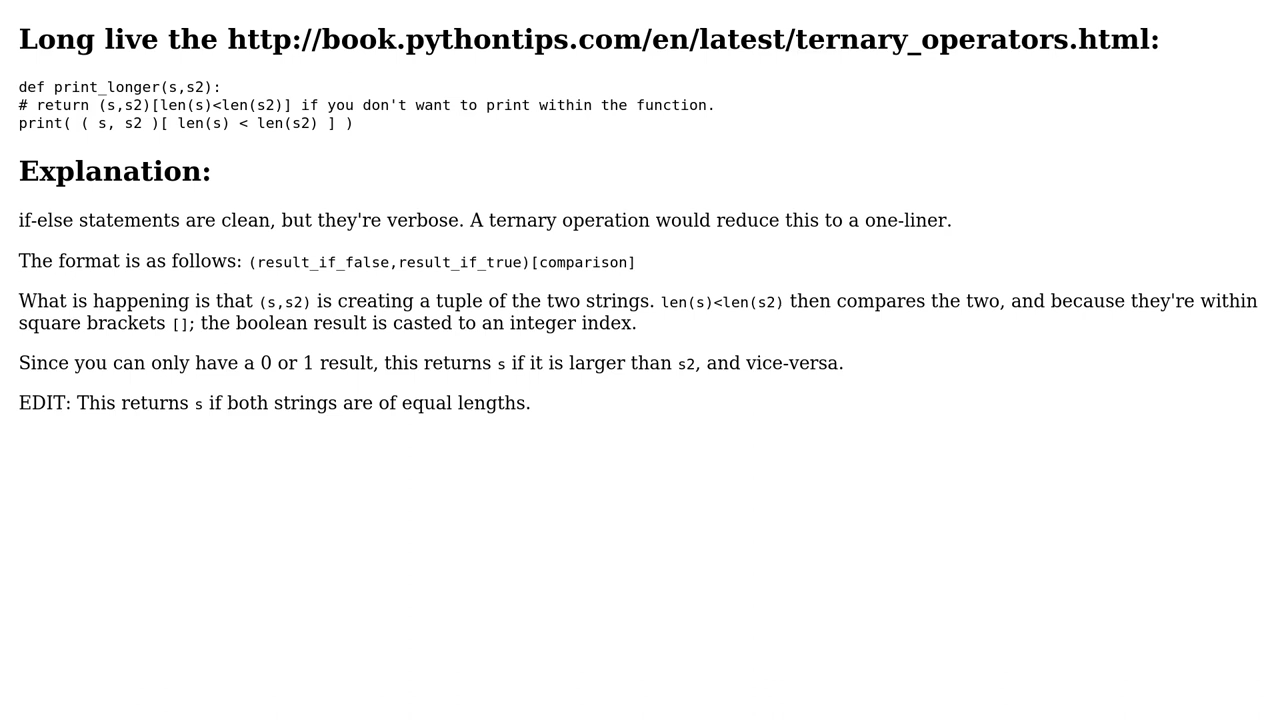 Long live the http://book.pythontips.com/en/latest/ternary_operators.html:
def print_longer(s,s2):
# return (s,s2)[len(s)<len(s2)] if you don't want to print within the function.
print( ( s, s2 )[ len(s) < len(s2) ] )
Explanation:
if-else statements are clean, but they're verbose. A ternary operation would reduce this to a one-liner.
The format is as follows: (result_if_false,result_if_true)[comparison]
What is happening is that (s,s2) is creating a tuple of the two strings. len(s)<len(s2) then compares the two, and because they're within
square brackets []; the boolean result is casted to an integer index.
Since you can only have a 0 or 1 result, this returns s if it is larger than s2, and vice-versa.
EDIT: This returns s if both strings are of equal lengths.